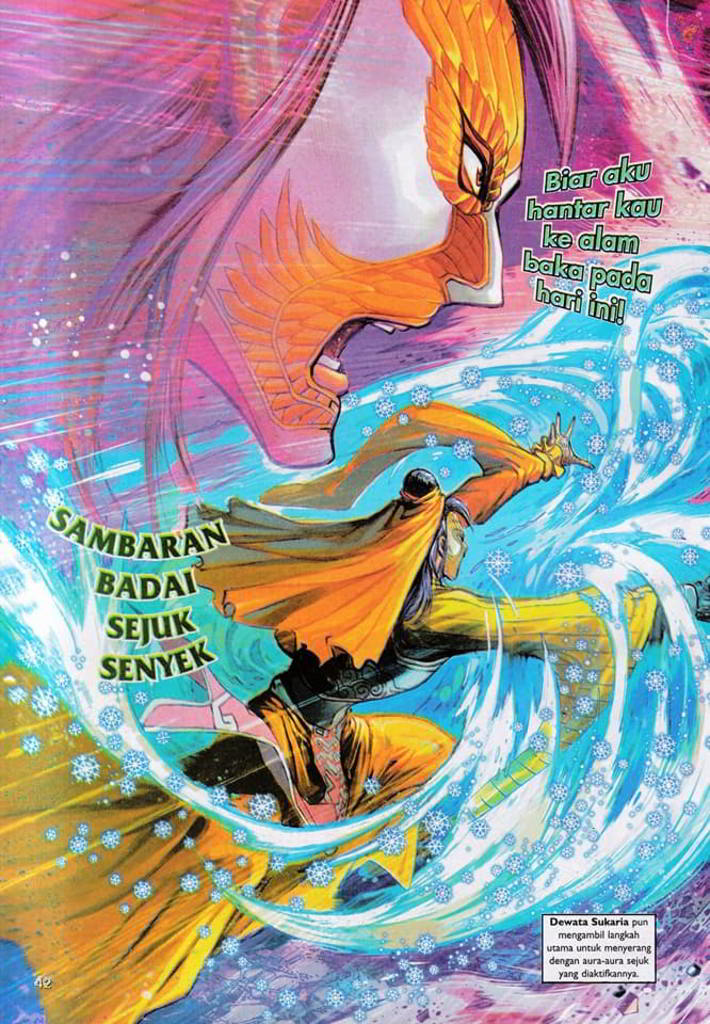 Biar aku
hantar kau
ke alam
baka pada
hari ini!
SAMBARAN
BADAI
SEJUK
SENYEK
Dewata Sukaria pun
mengambil langkah
utama untuk menyerang
dengan aura-aura sejuk
yang diaktifkannya.
42